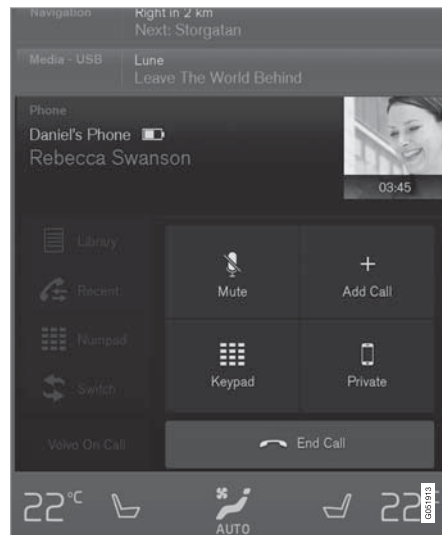 Navigation
Right in 2 km
Next: Storgatan
Media - USB
Lune
Leave The World Behind
Phone
Daniel's Phone
Rebecca Swanson
03:45
Library
Recent
Numpad
Switch
Volvo On Call
Mute
Add Call
Keypad
Private
End Call
22°C
AUTO
22°
G051913